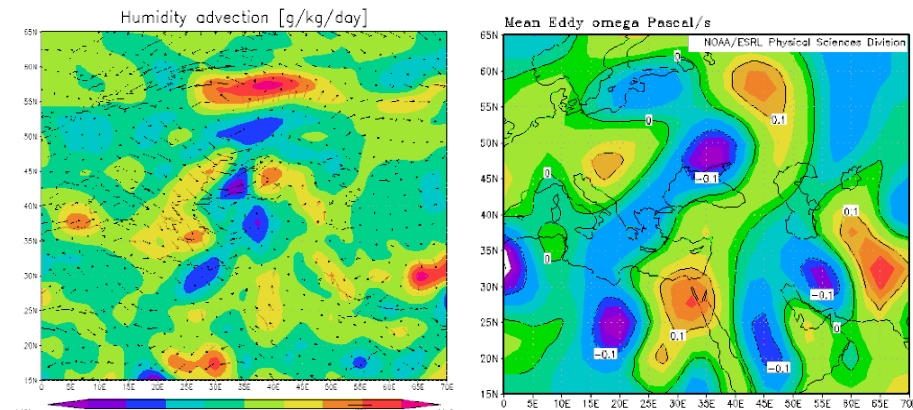 Humidity advection [g/kg/day]
65N
60N
55N
50N
45N
40N
35N
30N
25N
20N
15N
0
5E
10E
15E
20E
25E
30E
35E
40E
45E
50E
55E
60E
65E
70E
Mean Eddy omega Pascal/s
NOAA/ESRL Physical Sciences Division
65N
60N
55N
50N
45N
40N
35N
30N
25N
20N
15N
0
0
0.1
-0.1
0
0
0.1
-0.1
0.1
0
-0.1
-0.1
0
5E
10E
15E
20E
25E
30E
35E
40E
45E
50E
55E
60E
65E
70E